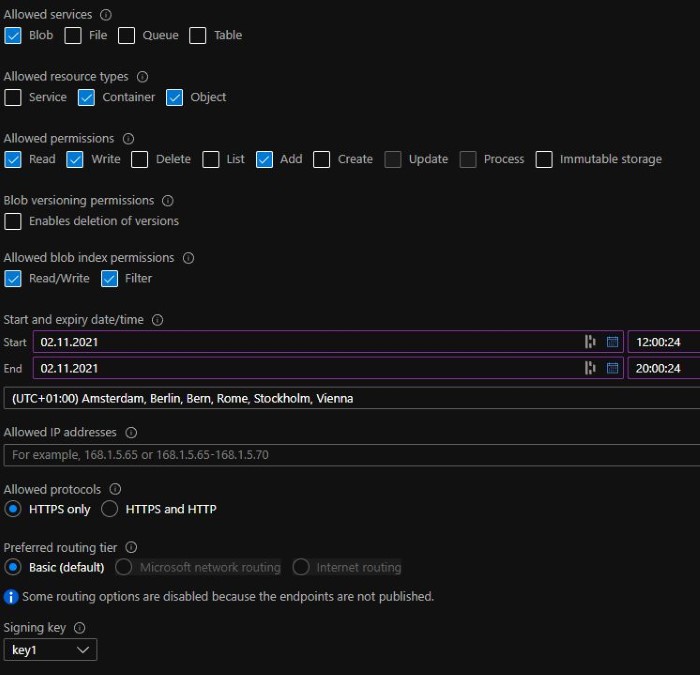 Allowed services
Blob File Queue Table
Allowed resource types
Service Container Object
Allowed permissions
Read Write Delete List Add Create Update Process Immutable storage
Blob versioning permissions
Enables deletion of versions
Allowed blob index permissions
Read/Write Filter
Start and expiry date/time
Start 02.11.2021 12:00:24
End 02.11.2021 20:00:24
(UTC+01:00) Amsterdam, Berlin, Bern, Rome, Stockholm, Vienna
Allowed IP addresses
For example, 168.1.5.65 or 168.1.5.65-168.1.5.70
Allowed protocols
HTTPS only HTTPS and HTTP
Preferred routing tier
Basic (default) Microsoft network routing Internet routing
Some routing options are disabled because the endpoints are not published.
Signing key
key1